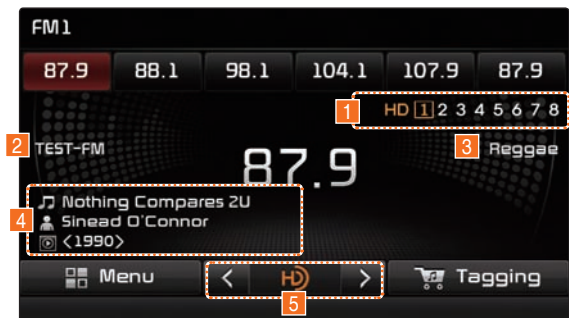 FM1
87.9 88.1 98.1 104.1 107.9 87.9
1 HD 1 2 3 4 5 6 7 8
2 TEST-FM 3 Reggae
87.9
Nothing Compares 2U
4 Sinead O'Connor
<1990>
Menu < HD > Tagging
5